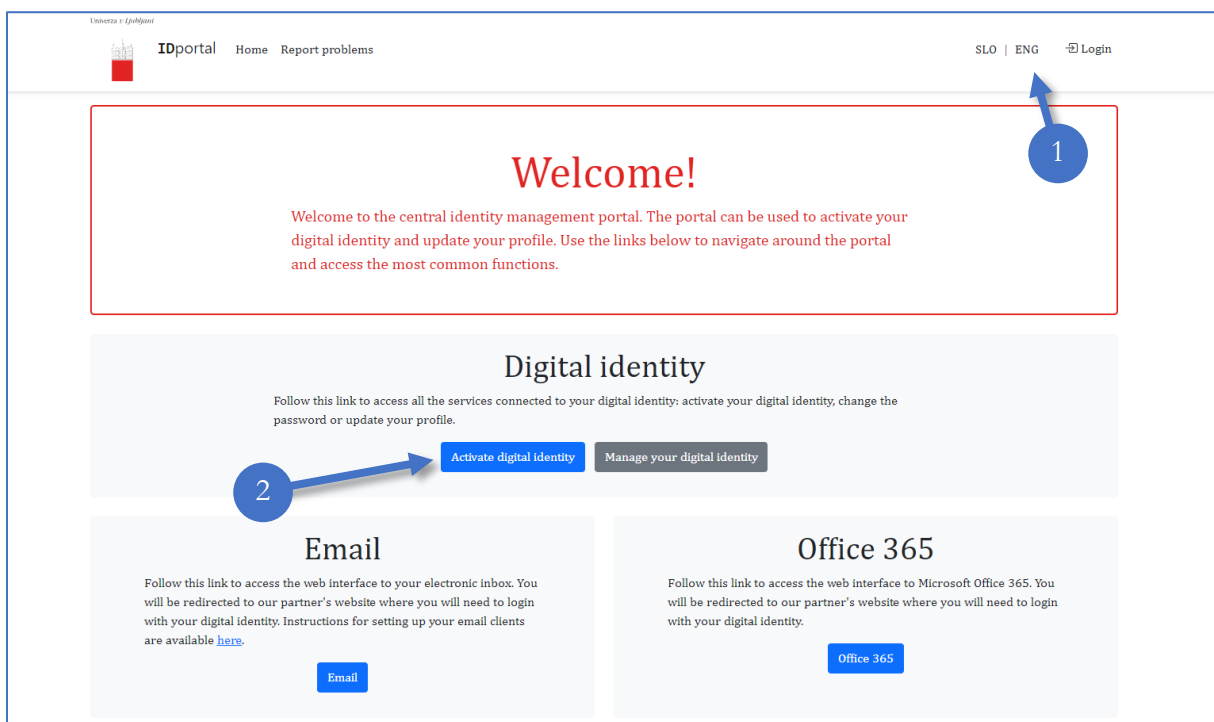 Univerza v Ljubljani
IDportal Home Report problems SLO | ENG Login
1
Welcome!
Welcome to the central identity management portal. The portal can be used to activate your
digital identity and update your profile. Use the links below to navigate around the portal
and access the most common functions.
Digital identity
Follow this link to access all the services connected to your digital identity: activate your digital identity, change the
password or update your profile.
Activate digital identity Manage your digital identity
2
Email
Follow this link to access the web interface to your electronic inbox. You
will be redirected to our partner's website where you will need to login
with your digital identity. Instructions for setting up your email clients
are available here.
Email
Office 365
Follow this link to access the web interface to Microsoft Office 365. You
will be redirected to our partner's website where you will need to login
with your digital identity.
Office 365